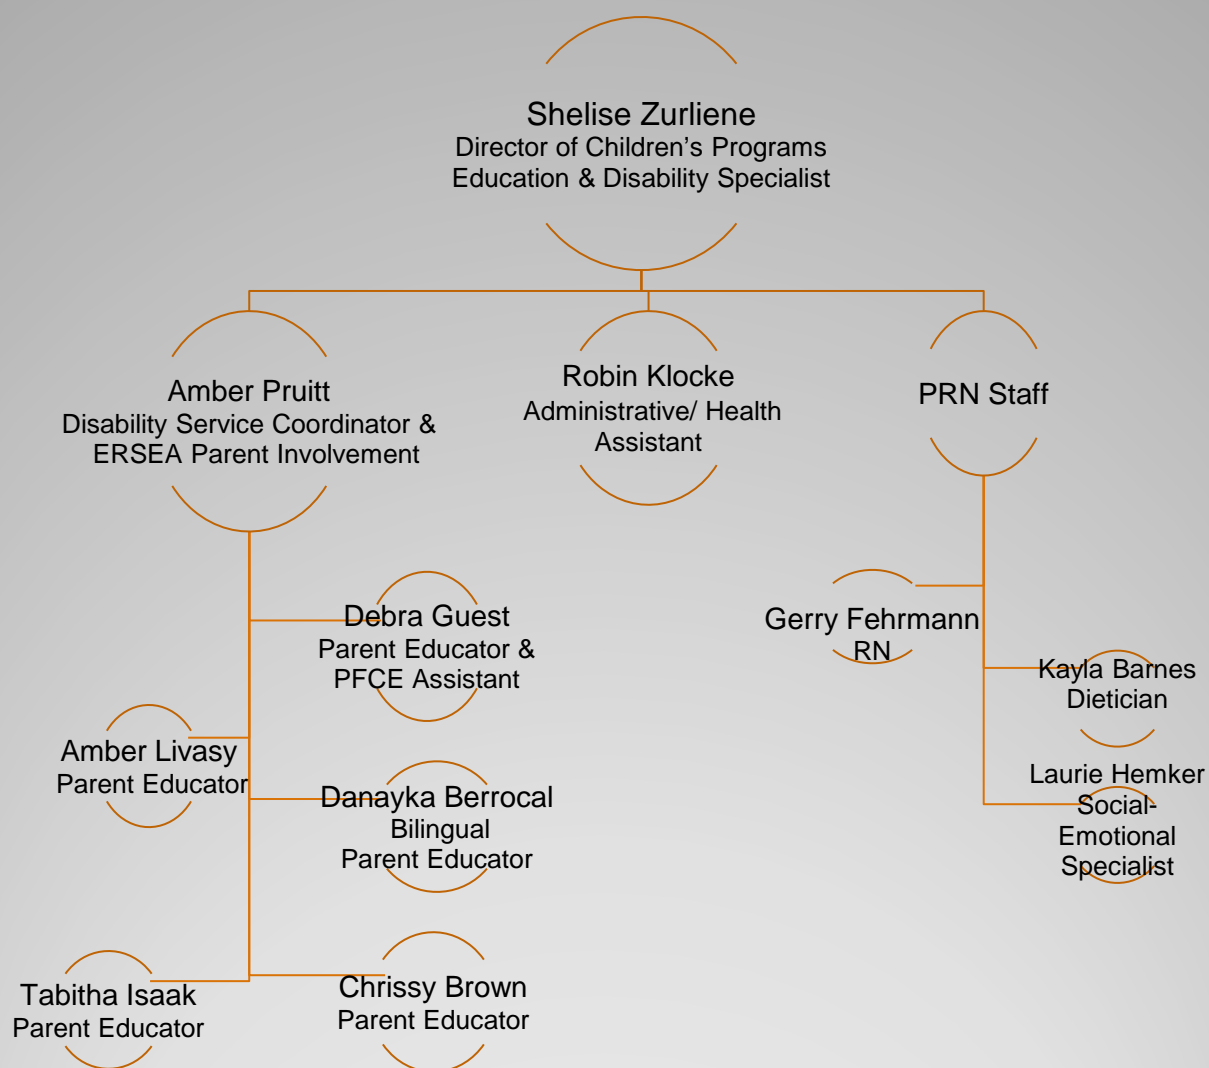 Shelise Zurliene
Director of Children’s Programs
Education & Disability Specialist
Amber Pruitt
Disability Service Coordinator &
ERSEA Parent Involvement
Robin Klocke
Administrative/ Health
Assistant
PRN Staff
Debra Guest
Parent Educator &
PFCE Assistant
Amber Livasy
Parent Educator
Danayka Berrocal
Bilingual
Parent Educator
Tabitha Isaak
Parent Educator
Chrissy Brown
Parent Educator
Gerry Fehrmann
RN
Kayla Barnes
Dietician
Laurie Hemker
Social-
Emotional
Specialist